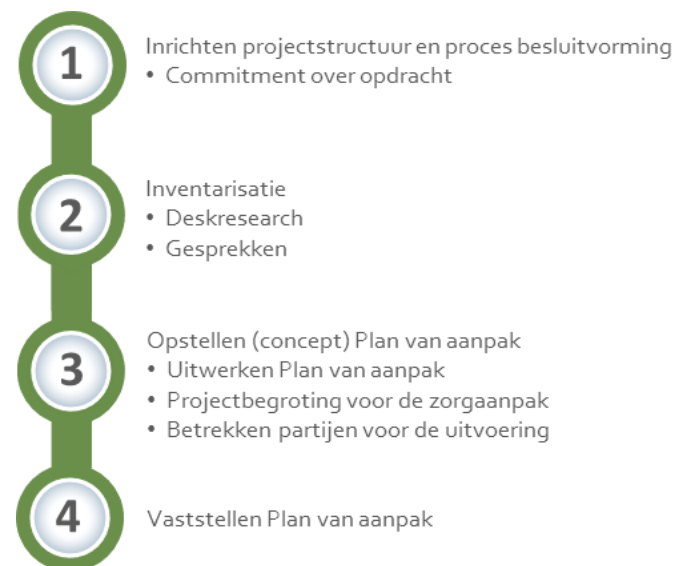 1
Inrichten projectstructuur en proces besluitvorming
• Commitment over opdracht
2
Inventarisatie
• Deskresearch
• Gesprekken
3
Opstellen (concept) Plan van aanpak
• Uitwerken Plan van aanpak
• Projectbegroting voor de zorgaanpak
• Betrekken partijen voor de uitvoering
4
Vaststellen Plan van aanpak